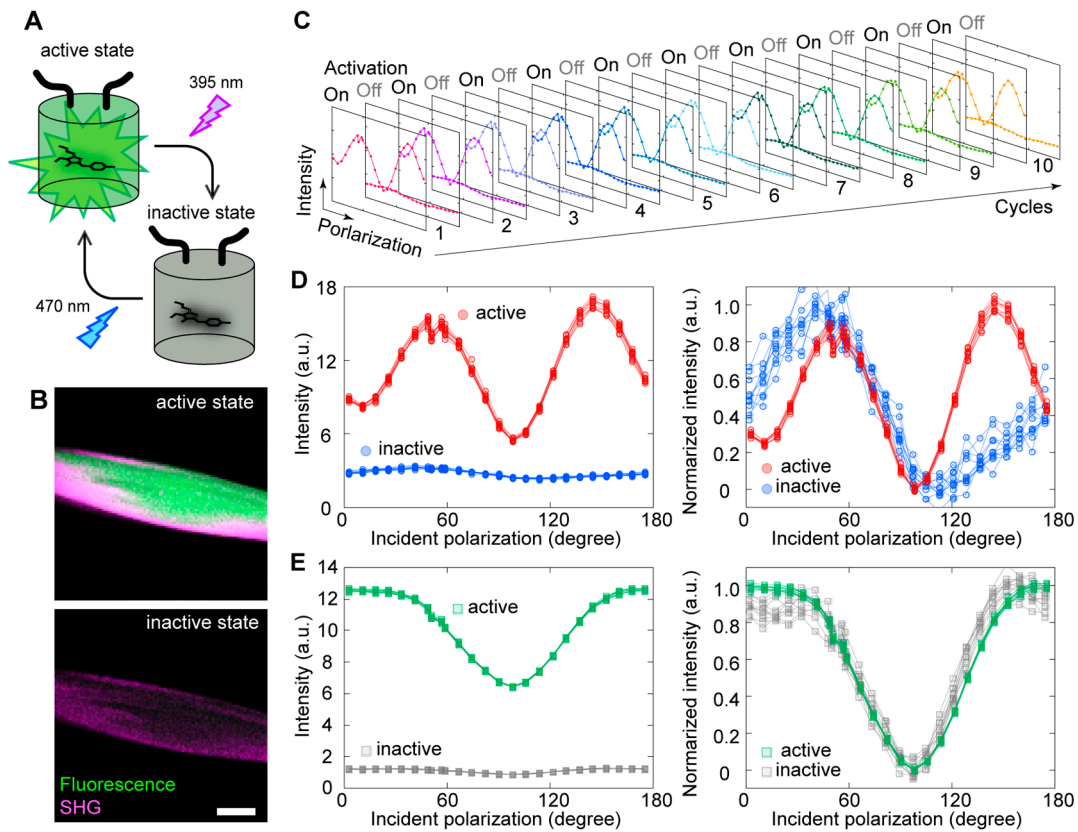 A
active state
395 nm
inactive state
470 nm
B
active state
inactive state
Fluorescence
SHG
C
Activation
On Off On Off On Off On Off On Off On Off On Off On Off On Off On Off
Intensity
Porlarization
1 2 3 4 5 6 7 8 9 10
Cycles
D
18
12
6
0
Intensity (a.u.)
active
inactive
0 60 120 180
Incident polarization (degree)
1.0
0.8
0.6
0.4
0.2
0
Normalized intensity (a.u.)
active
inactive
0 60 120 180
Incident polarization (degree)
E
14
12
10
8
6
4
2
0
Intensity (a.u.)
active
inactive
0 60 120 180
Incident polarization (degree)
1.0
0.8
0.6
0.4
0.2
0
Normarized intensity (a.u.)
active
inactive
0 60 120 180
Incident polarization (degree)